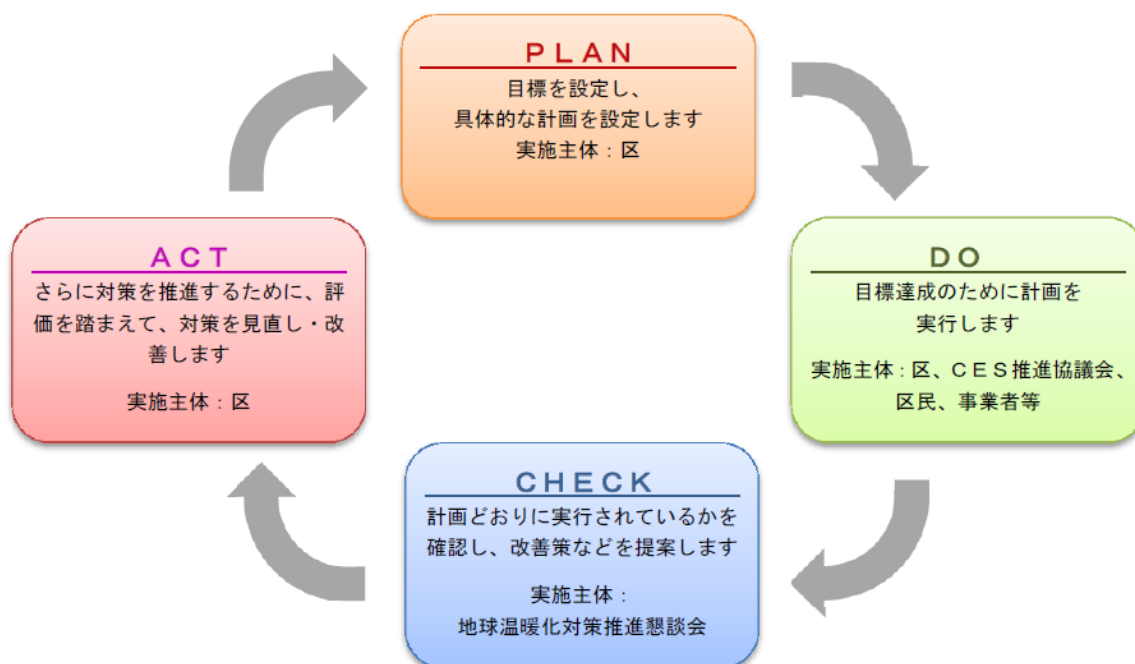 ＰＬＡＮ
目標を設定し、
具体的な計画を設定します
実施主体：区
ＤＯ
目標達成のために計画を
実行します
実施主体：区、ＣＥＳ推進協議会、
区民、事業者等
ＣＨＥＣＫ
計画どおりに実行されているかを
確認し、改善策などを提案します
実施主体：
地球温暖化対策推進懇談会
ＡＣＴ
さらに対策を推進するために、評
価を踏まえて、対策を見直し・改
善します
実施主体：区